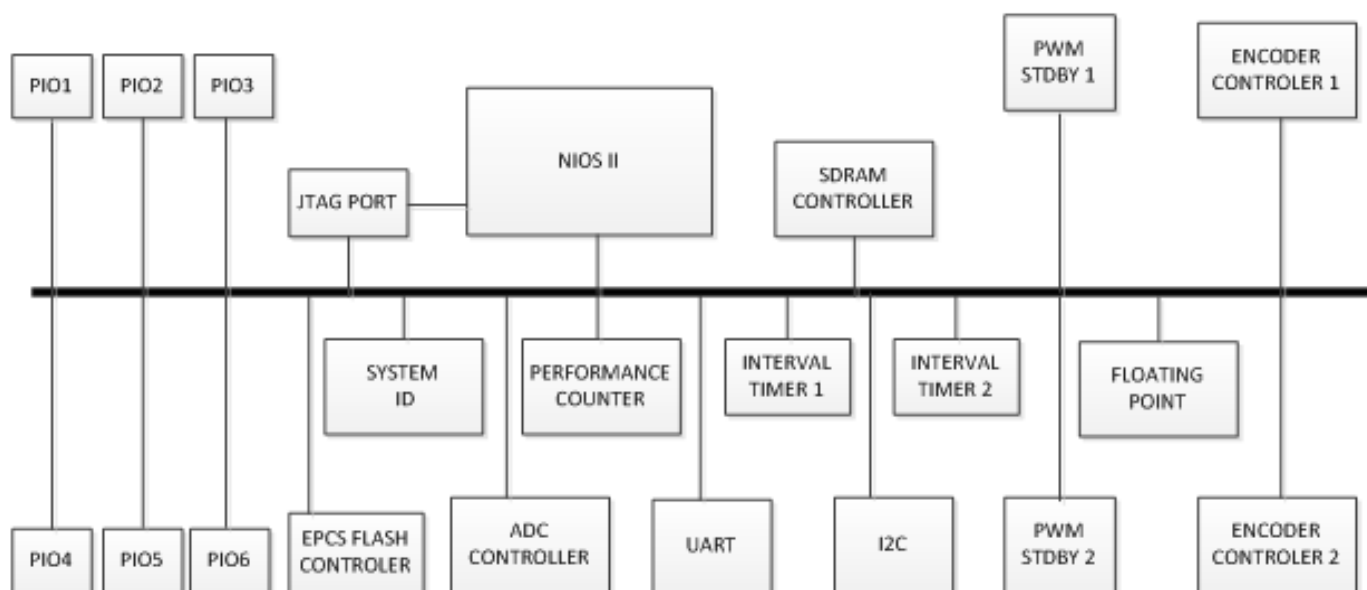 PIO1
PIO2
PIO3
JTAG PORT
NIOS II
SDRAM
CONTROLLER
PWM
STDBY 1
ENCODER
CONTROLER 1
SYSTEM
ID
PERFORMANCE
COUNTER
INTERVAL
TIMER 1
INTERVAL
TIMER 2
FLOATING
POINT
PIO4
PIO5
PIO6
EPCS FLASH
CONTROLER
ADC
CONTROLLER
UART
I2C
PWM
STDBY 2
ENCODER
CONTROLER 2